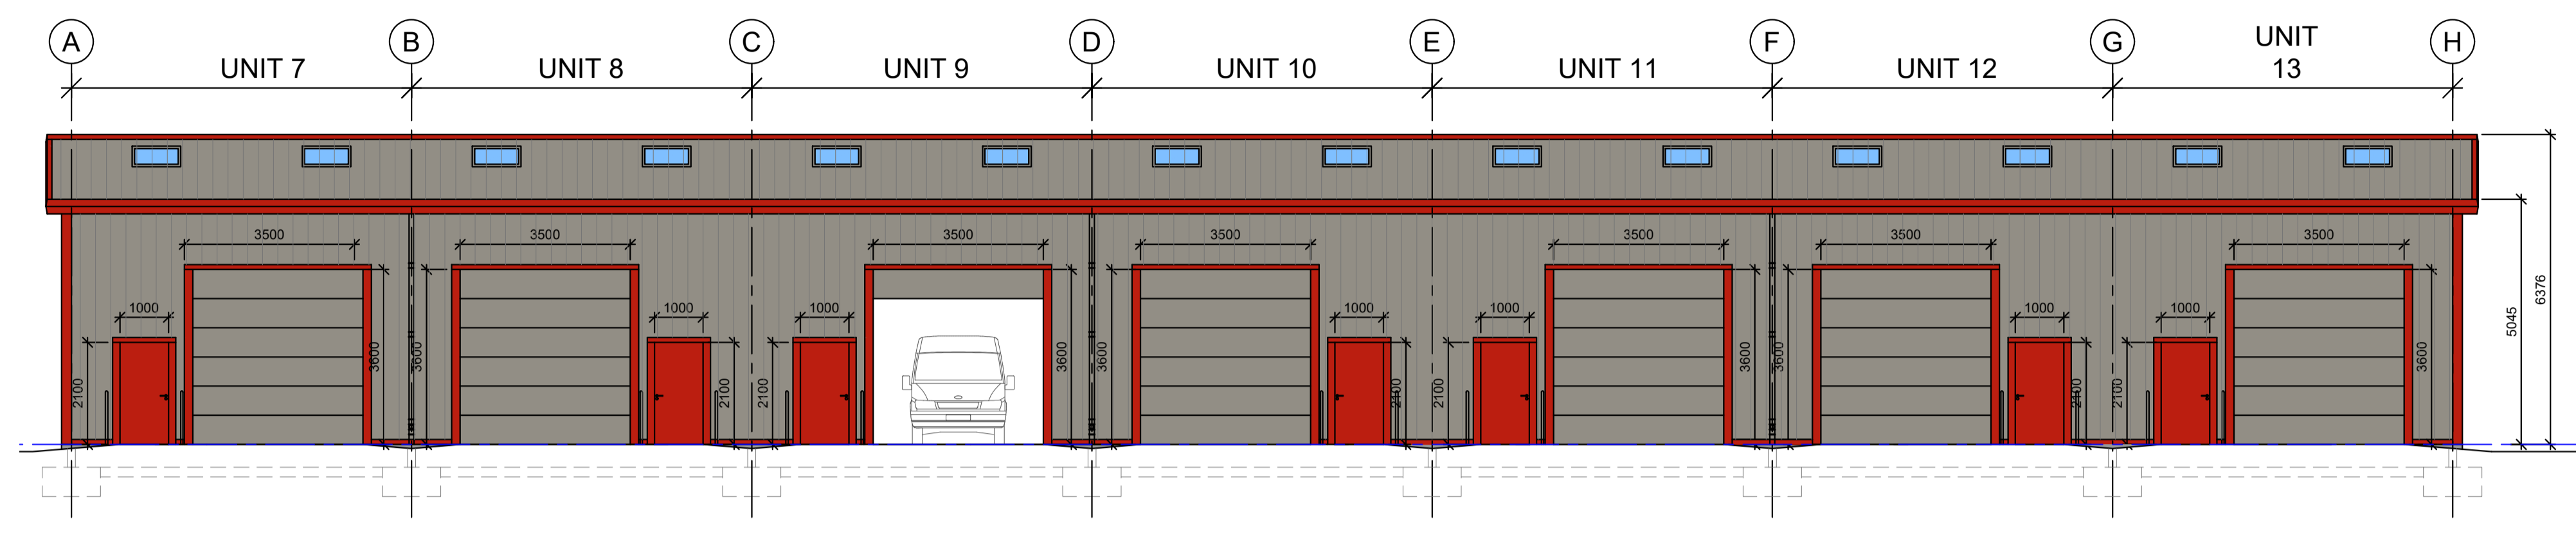 A B C D E F G H
UNIT 7 UNIT 8 UNIT 9 UNIT 10 UNIT 11 UNIT 12 UNIT
13
3500 3500 3500 3500 3500 3500 3500
1000 1000 1000 1000 1000 1000 1000
2100 3600 3600 2100 2100 3600 3600 2100 2100 3600 3600 2100 2100 3600
5045
6376